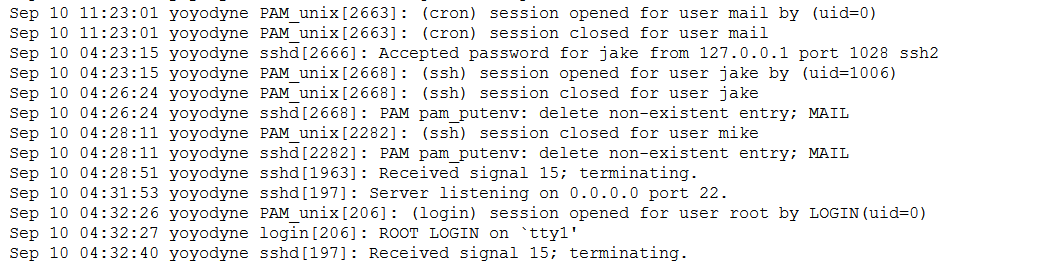 Sep 10 11:23:01 yoyodyne PAM_unix[2663]: (cron) session opened for user mail by (uid=0)
Sep 10 11:23:01 yoyodyne PAM_unix[2663]: (cron) session closed for user mail
Sep 10 04:23:15 yoyodyne sshd[2666]: Accepted password for jake from 127.0.0.1 port 1028 ssh2
Sep 10 04:23:15 yoyodyne PAM_unix[2668]: (ssh) session opened for user jake by (uid=1006)
Sep 10 04:26:24 yoyodyne PAM_unix[2668]: (ssh) session closed for user jake
Sep 10 04:26:24 yoyodyne sshd[2668]: PAM pam_putenv: delete non-existent entry; MAIL
Sep 10 04:28:11 yoyodyne PAM_unix[2282]: (ssh) session closed for user mike
Sep 10 04:28:11 yoyodyne sshd[2282]: PAM pam_putenv: delete non-existent entry; MAIL
Sep 10 04:28:51 yoyodyne sshd[1963]: Received signal 15; terminating.
Sep 10 04:31:53 yoyodyne sshd[197]: Server listening on 0.0.0.0 port 22.
Sep 10 04:32:26 yoyodyne PAM_unix[206]: (login) session opened for user root by LOGIN(uid=0)
Sep 10 04:32:27 yoyodyne login[206]: ROOT LOGIN on `tty1'
Sep 10 04:32:40 yoyodyne sshd[197]: Received signal 15; terminating.